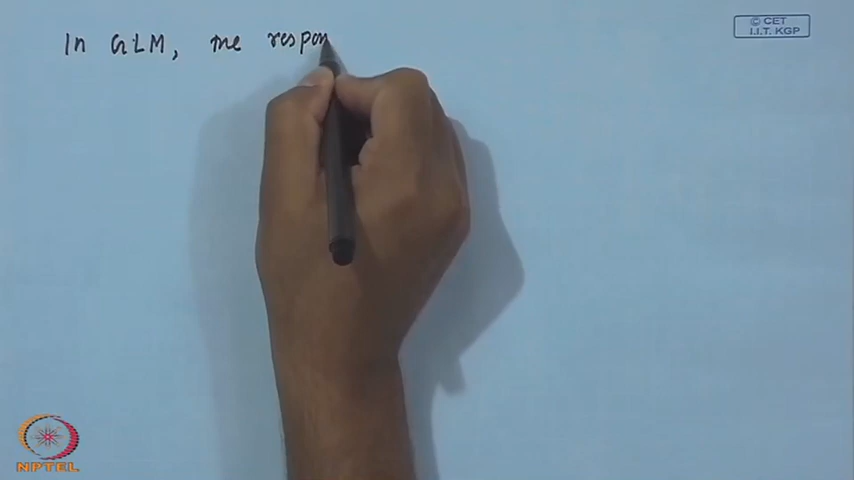 In GLM, the respon
© CET
I.I.T. KGP
NPTEL